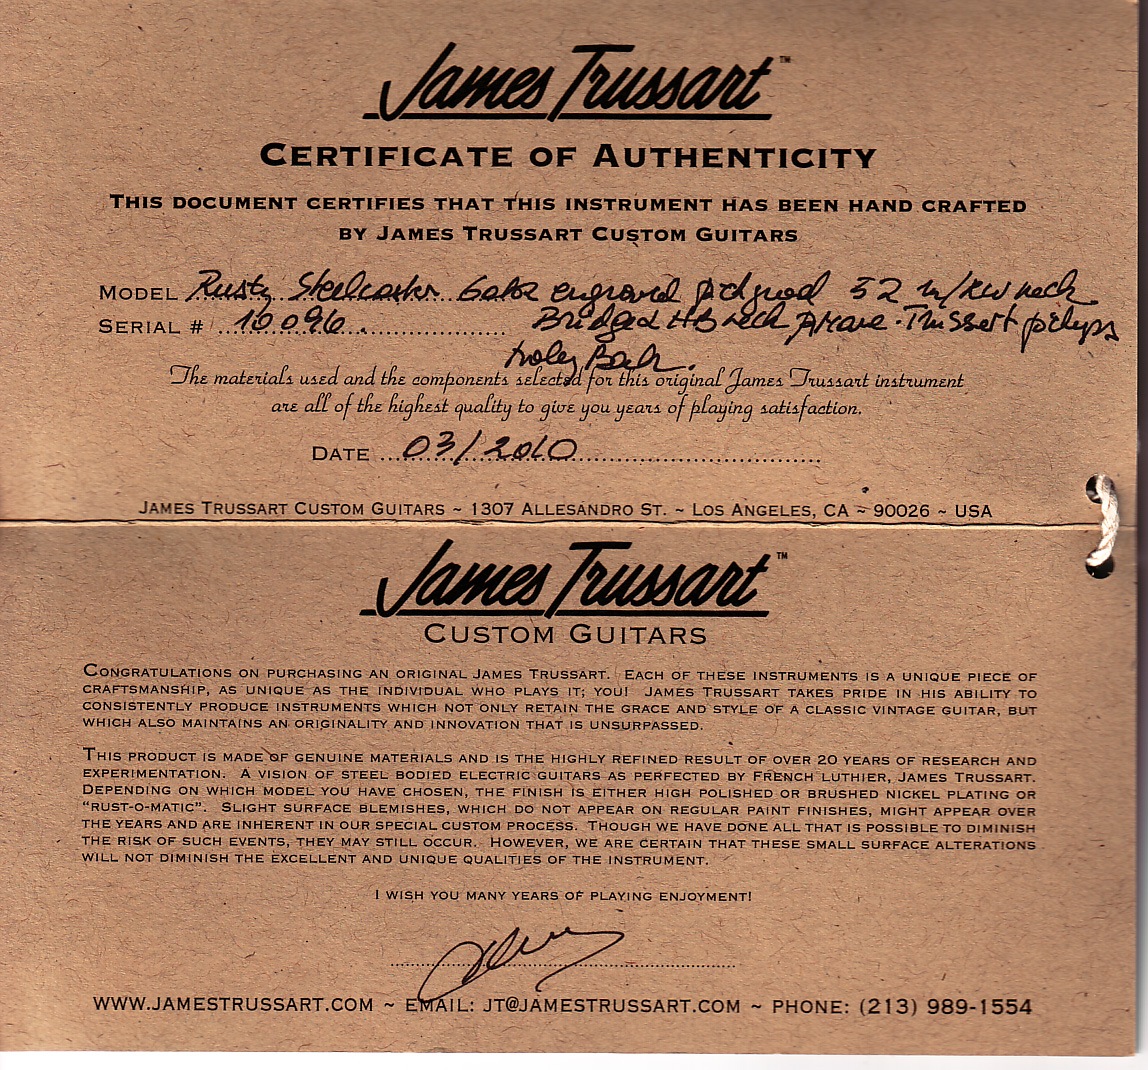 James Trussart™
CERTIFICATE OF AUTHENTICITY
THIS DOCUMENT CERTIFIES THAT THIS INSTRUMENT HAS BEEN HAND CRAFTED
BY JAMES TRUSSART CUSTOM GUITARS
MODEL Rusty Steelcaster Gator engraved 52 neck
SERIAL # 10096. neck Trussart
Holey Back.
The materials used and the components selected for this original James Trussart instrument
are all of the highest quality to give you years of playing satisfaction.
DATE 03/2010
JAMES TRUSSART CUSTOM GUITARS ~ 1307 ALLESANDRO ST. ~ LOS ANGELES, CA ~ 90026 ~ USA
James Trussart™
CUSTOM GUITARS
CONGRATULATIONS ON PURCHASING AN ORIGINAL JAMES TRUSSART. EACH OF THESE INSTRUMENTS IS A UNIQUE PIECE OF
CRAFTSMANSHIP, AS UNIQUE AS THE INDIVIDUAL WHO PLAYS IT; YOU! JAMES TRUSSART TAKES PRIDE IN HIS ABILITY TO
CONSISTENTLY PRODUCE INSTRUMENTS WHICH NOT ONLY RETAIN THE GRACE AND STYLE OF A CLASSIC VINTAGE GUITAR, BUT
WHICH ALSO MAINTAINS AN ORIGINALITY AND INNOVATION THAT IS UNSURPASSED.
THIS PRODUCT IS MADE OF GENUINE MATERIALS AND IS THE HIGHLY REFINED RESULT OF OVER 20 YEARS OF RESEARCH AND
EXPERIMENTATION. A VISION OF STEEL BODIED ELECTRIC GUITARS AS PERFECTED BY FRENCH LUTHIER, JAMES TRUSSART.
DEPENDING ON WHICH MODEL YOU HAVE CHOSEN, THE FINISH IS EITHER HIGH POLISHED OR BRUSHED NICKEL PLATING OR
"RUST-O-MATIC". SLIGHT SURFACE BLEMISHES, WHICH DO NOT APPEAR ON REGULAR PAINT FINISHES, MIGHT APPEAR OVER
THE YEARS AND ARE INHERENT IN OUR SPECIAL CUSTOM PROCESS. THOUGH WE HAVE DONE ALL THAT IS POSSIBLE TO DIMINISH
THE RISK OF SUCH EVENTS, THEY MAY STILL OCCUR. HOWEVER, WE ARE CERTAIN THAT THESE SMALL SURFACE ALTERATIONS
WILL NOT DIMINISH THE EXCELLENT AND UNIQUE QUALITIES OF THE INSTRUMENT.
I WISH YOU MANY YEARS OF PLAYING ENJOYMENT!
WWW.JAMESTRUSSART.COM ~ EMAIL: JT@JAMESTRUSSART.COM ~ PHONE: (213) 989-1554